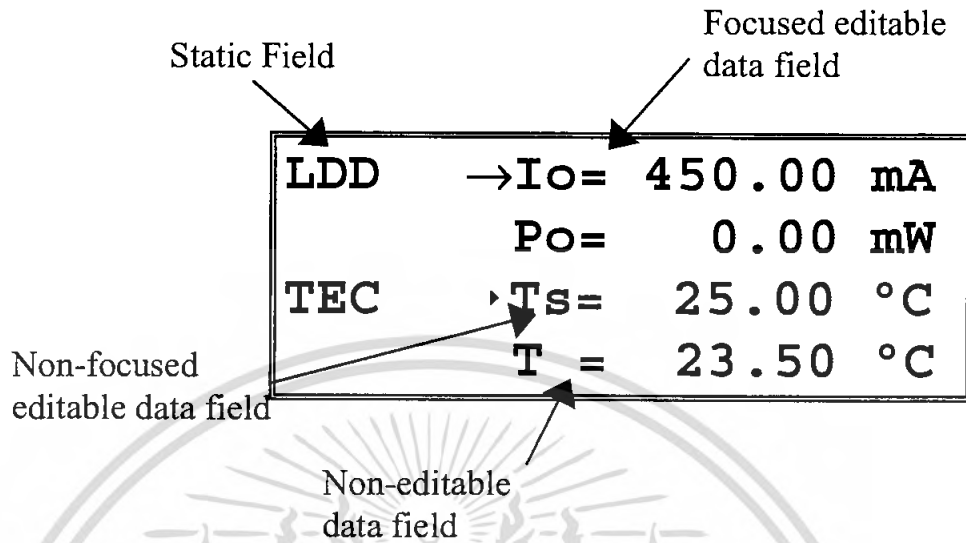 Static Field
Focused editable
data field
LDD →Io= 450.00 mA
Po= 0.00 mW
TEC ‣Ts= 25.00 °C
T = 23.50 °C
Non-focused
editable data field
Non-editable
data field